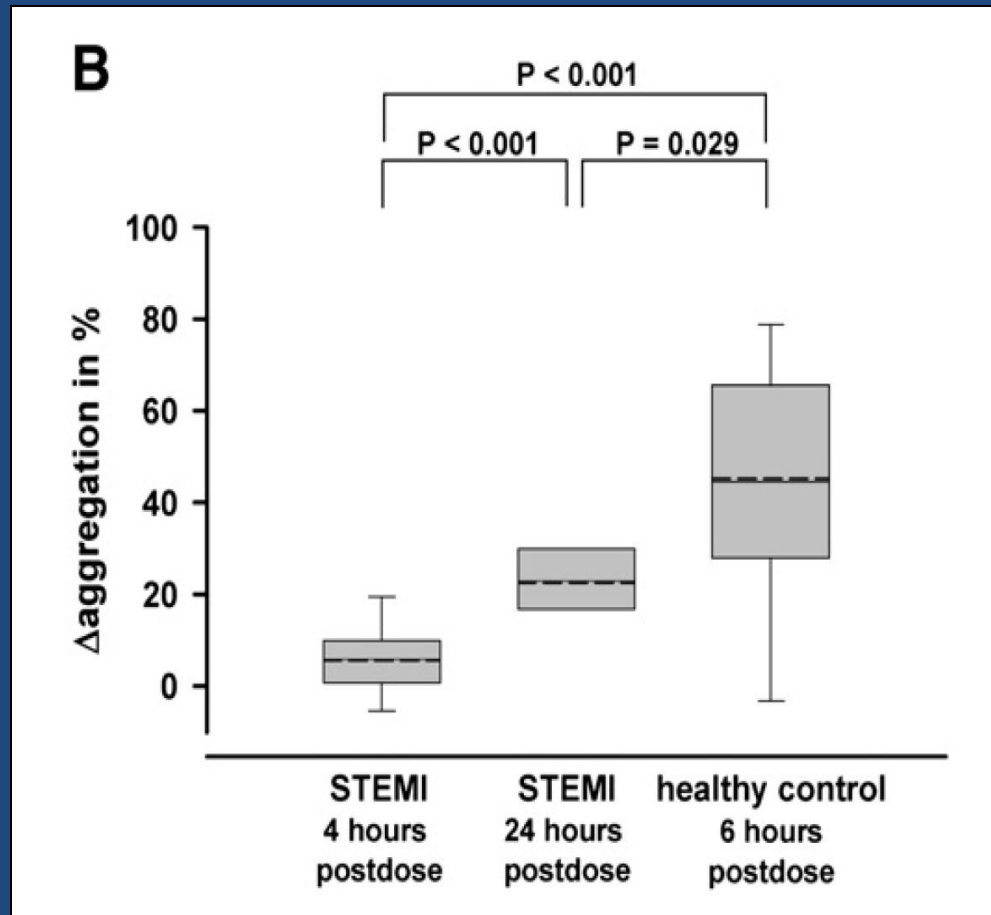 B
P < 0.001
P < 0.001 P = 0.029
100
80
60
40
20
0
Δaggregation in %
STEMI STEMI healthy control
4 hours 24 hours 6 hours
postdose postdose postdose